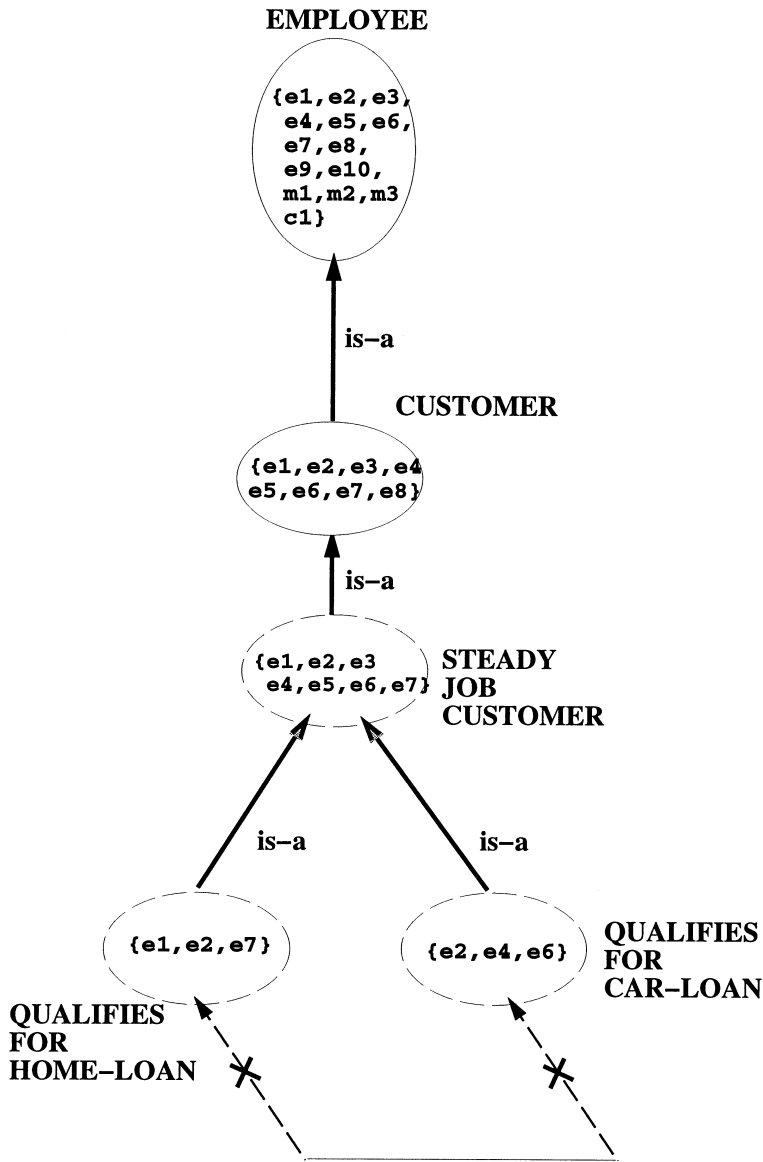 EMPLOYEE
{e1,e2,e3,
e4,e5,e6,
e7,e8,
e9,e10,
m1,m2,m3
c1}
is–a
CUSTOMER
{e1,e2,e3,e4
e5,e6,e7,e8}
is–a
{e1,e2,e3
e4,e5,e6,e7}
STEADY
JOB
CUSTOMER
is–a
is–a
{e1,e2,e7}
QUALIFIES
FOR
HOME–LOAN
{e2,e4,e6}
QUALIFIES
FOR
CAR–LOAN